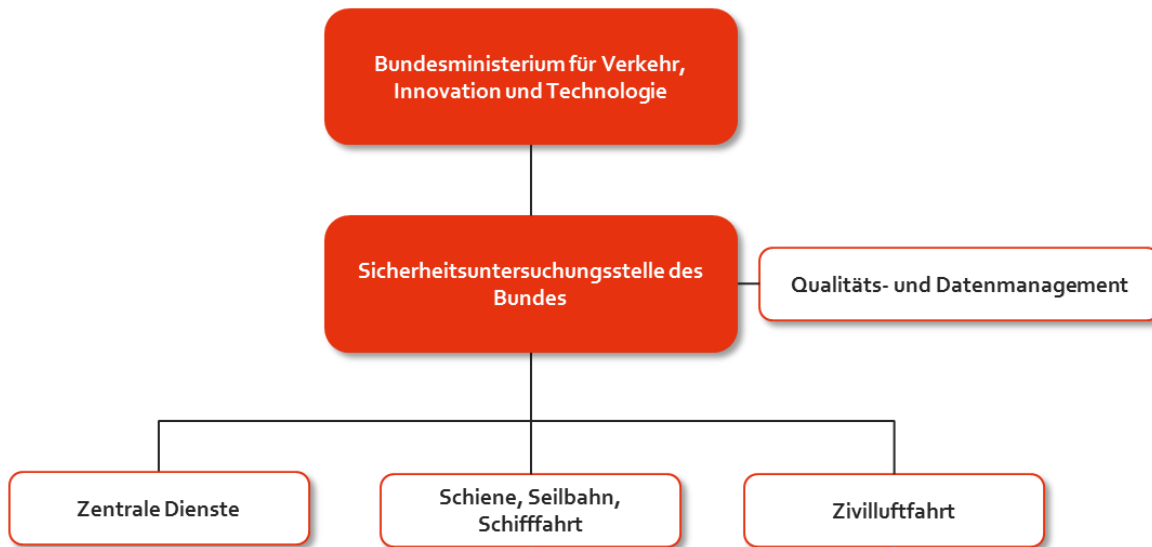 Bundesministerium für Verkehr,
Innovation und Technologie
Sicherheitsuntersuchungsstelle des
Bundes
Qualitäts- und Datenmanagement
Zentrale Dienste
Schiene, Seilbahn,
Schifffahrt
Zivilluftfahrt